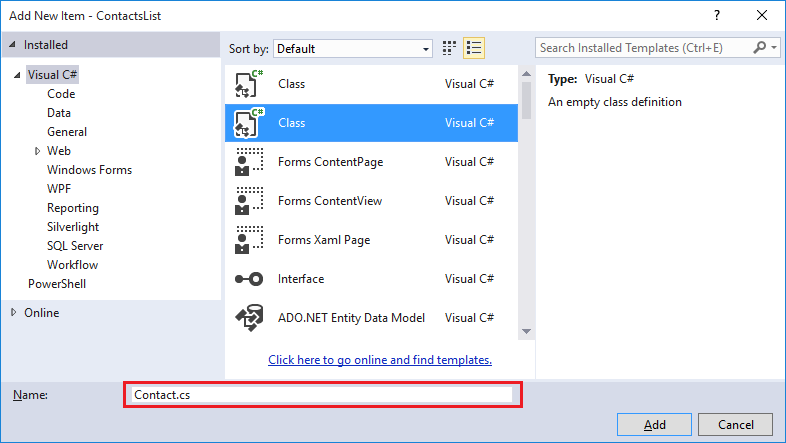 Add New Item - ContactsList
?
Installed
Sort by: Default
Search Installed Templates (Ctrl+E)
Visual C#
Code
Data
General
Web
Windows Forms
WPF
Reporting
Silverlight
SQL Server
Workflow
PowerShell
Online
C# Class Visual C#
C# Class Visual C#
Forms ContentPage Visual C#
Forms ContentView Visual C#
Forms Xaml Page Visual C#
Interface Visual C#
ADO.NET Entity Data Model Visual C#
Click here to go online and find templates.
Type: Visual C#
An empty class definition
Name: Contact.cs
Add Cancel